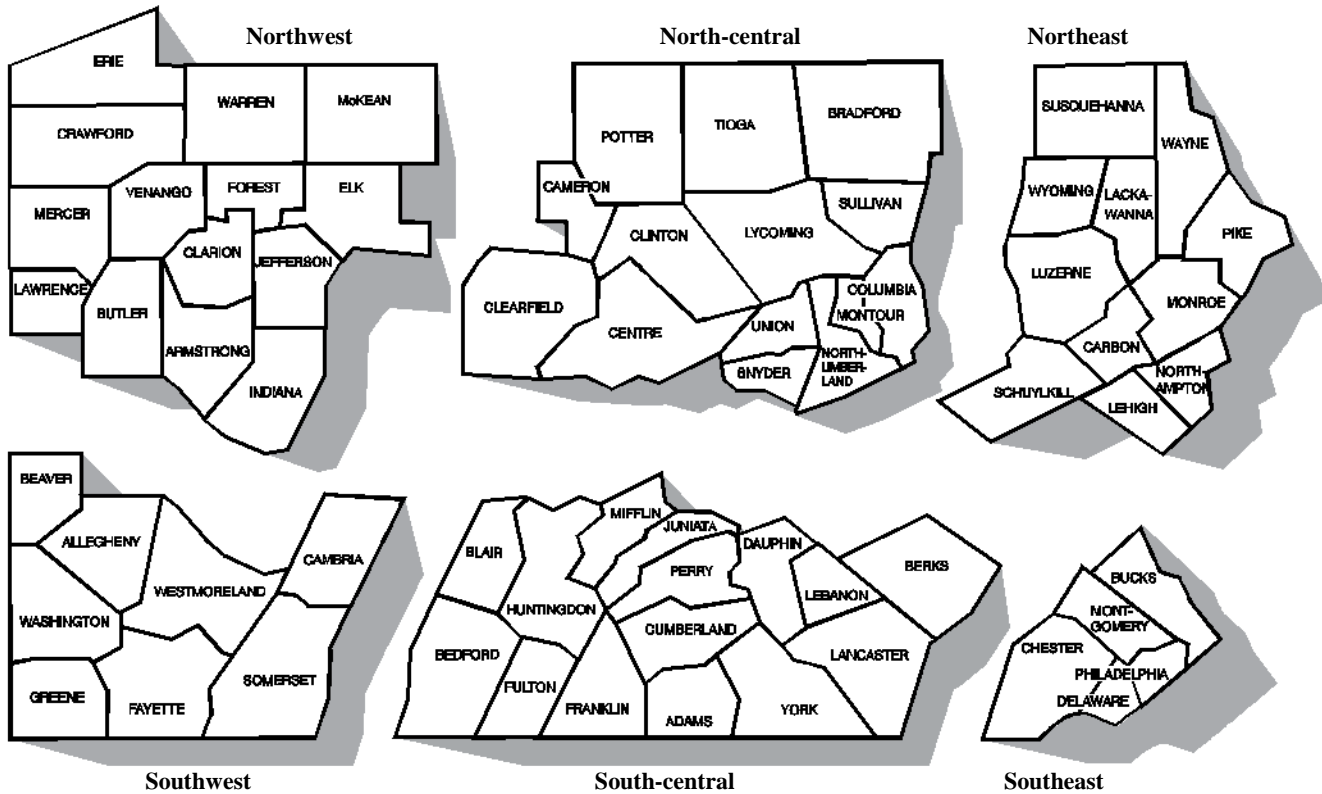 Northwest
North-central
Northeast
ERIE
WARREN
McKEAN
CRAWFORD
VENANGO
FOREST
ELK
MERCER
CLARION
JEFFERSON
LAWRENCE
BUTLER
ARMSTRONG
INDIANA
POTTER
TIOGA
BRADFORD
CAMERON
SULLIVAN
CLINTON
LYCOMING
CLEARFIELD
CENTRE
COLUMBIA
MONTOUR
UNION
SNYDER
NORTH-
UMBER-
LAND
SUSQUEHANNA
WAYNE
WYOMING
LACKA-
WANNA
PIKE
LUZERNE
MONROE
CARBON
NORTH-
AMPTON
SCHUYLKILL
LEHIGH
BEAVER
ALLEGHENY
CAMBRIA
WESTMORELAND
WASHINGTON
SOMERSET
GREENE
FAYETTE
MIFFLIN
JUNIATA
DAUPHIN
BLAIR
BERKS
PERRY
LEBANON
HUNTINGDON
CUMBERLAND
BEDFORD
LANCASTER
FULTON
FRANKLIN
ADAMS
YORK
BUCKS
MONT-
GOMERY
CHESTER
PHILADELPHIA
DELAWARE
Southwest
South-central
Southeast